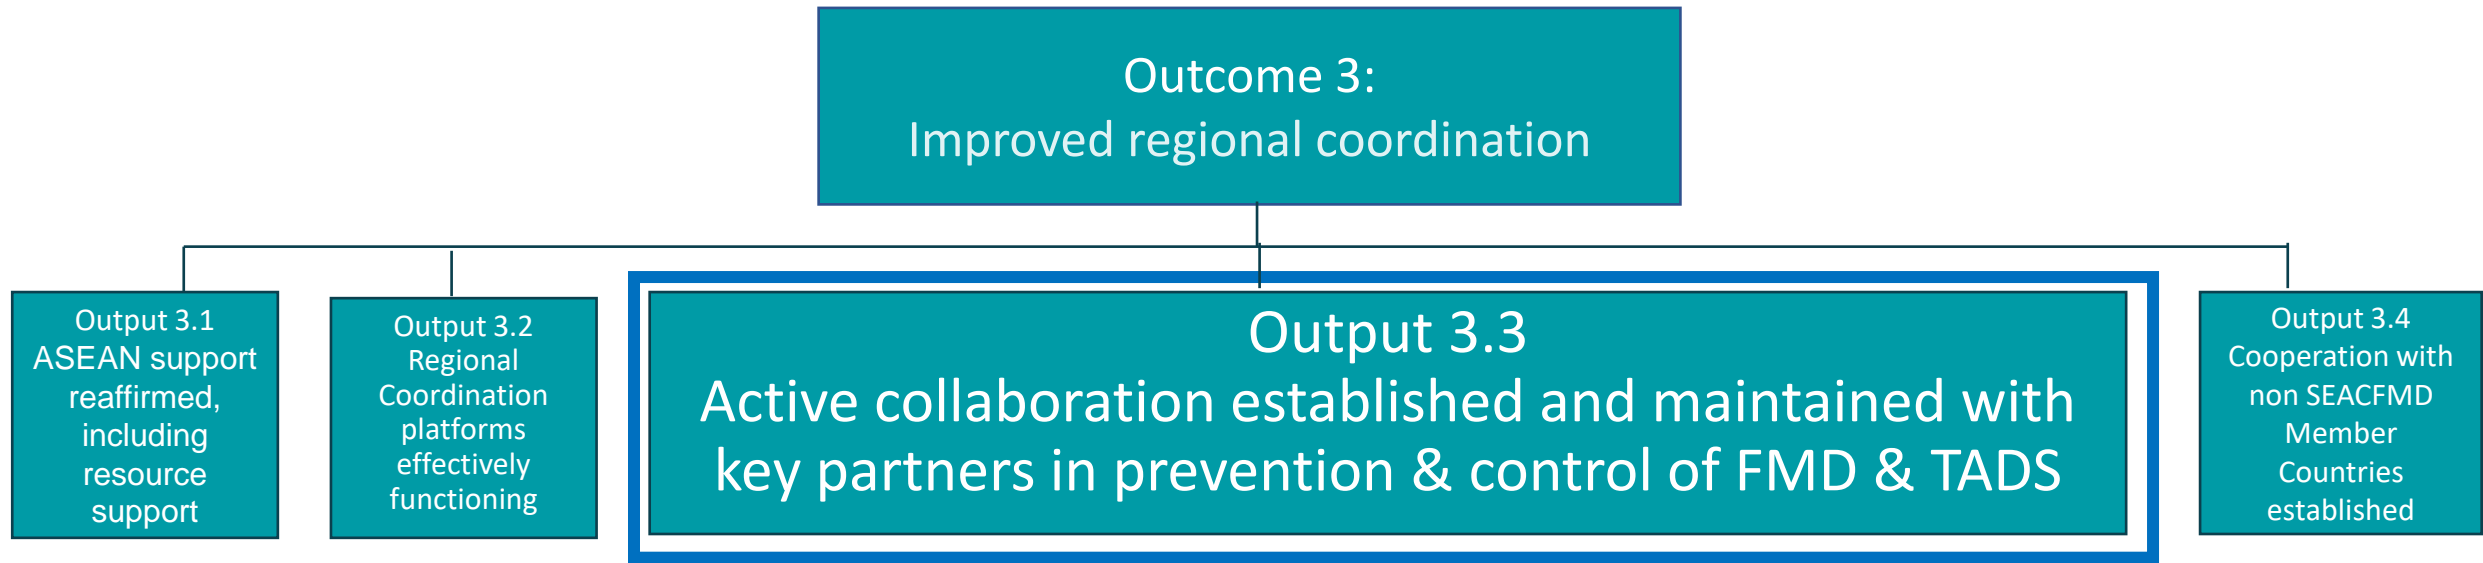 Outcome 3:
Improved regional coordination
Output 3.1
ASEAN support
reaffirmed,
including
resource
support
Output 3.2
Regional
Coordination
platforms
effectively
functioning
Output 3.3
Active collaboration established and maintained with
key partners in prevention & control of FMD & TADS
Output 3.4
Cooperation with
non SEACFMD
Member
Countries
established